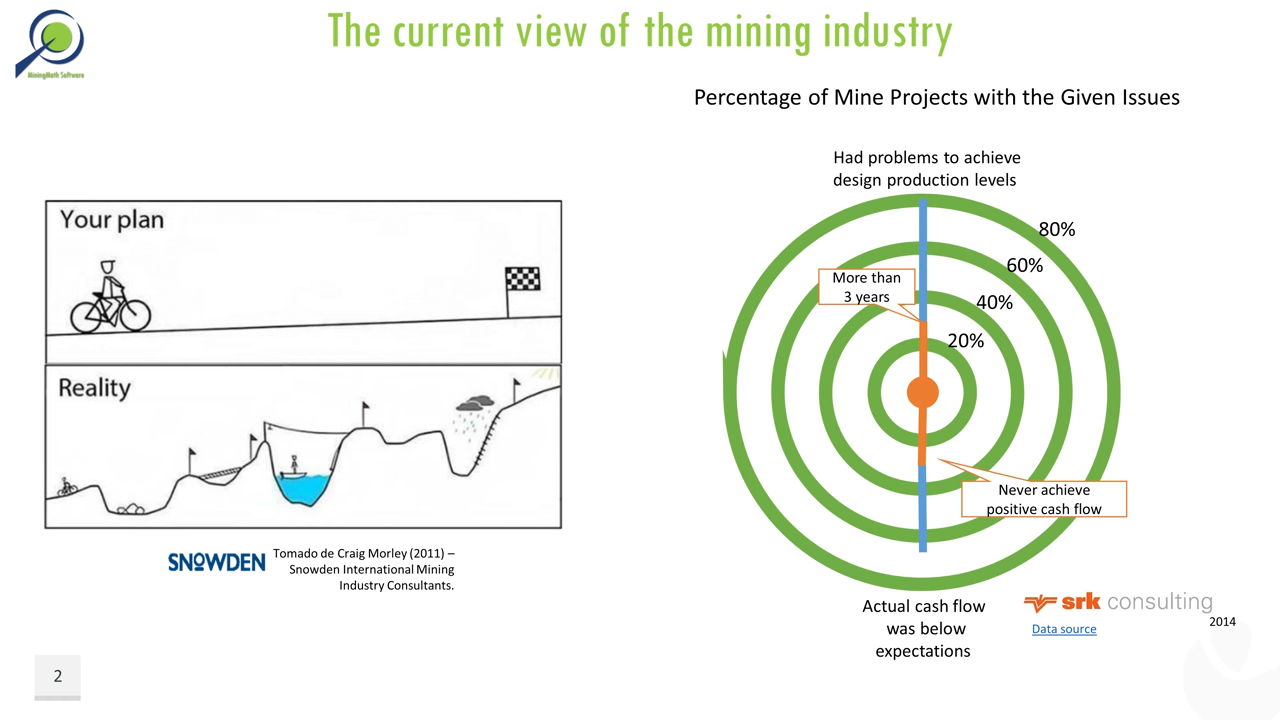 MiningMath Software
The current view of the mining industry
Your plan
Reality
SNOWDEN
Tomado de Craig Morley (2011) –
Snowden International Mining
Industry Consultants.
Percentage of Mine Projects with the Given Issues
Had problems to achieve
design production levels
80%
60%
40%
20%
More than
3 years
Never achieve
positive cash flow
Actual cash flow
was below
expectations
srk consulting
Data source
2014
2